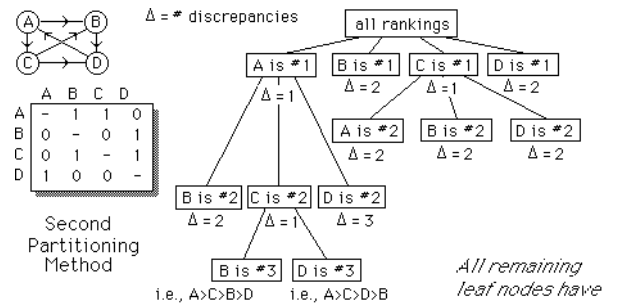 A B
C D
Δ = # discrepancies
all rankings
A is #1 B is #1 C is #1 D is #1
Δ = 1 Δ = 2 Δ = 1 Δ = 2
A is #2 B is #2 D is #2
Δ = 2 Δ = 2 Δ = 2
A B C D
A - 1 1 0
B 0 - 0 1
C 0 1 - 1
D 1 0 0 -
B is #2 C is #2 D is #2
Δ = 2 Δ = 1 Δ = 3
Second
Partitioning
Method
B is #3 D is #3
i.e., A>C>B>D i.e., A>C>D>B
All remaining
leaf nodes have